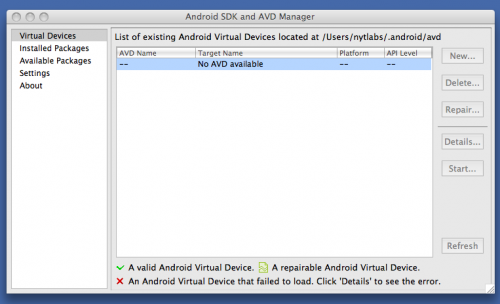 Android SDK and AVD Manager
Virtual Devices
Installed Packages
Available Packages
Settings
About
List of existing Android Virtual Devices located at /Users/nytlabs/.android/avd
AVD Name Target Name Platform API Level
-- No AVD available -- --
New...
Delete...
Repair...
Details...
Start...
Refresh
A valid Android Virtual Device. A repairable Android Virtual Device.
An Android Virtual Device that failed to load. Click 'Details' to see the error.